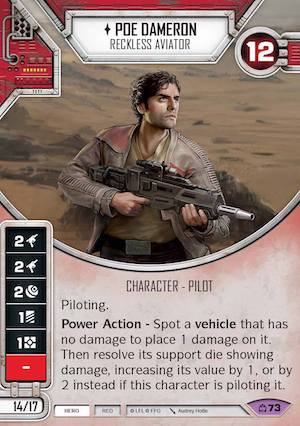 POE DAMERON
RECKLESS AVIATOR
12
2
2
2
1
1
–
14/17
CHARACTER - PILOT
Piloting.
Power Action - Spot a vehicle that has
no damage to place 1 damage on it.
Then resolve its support die showing
damage, increasing its value by 1, or by
2 instead if this character is piloting it.
HERO
RED
© LFL © FFG
Audrey Hotte
73